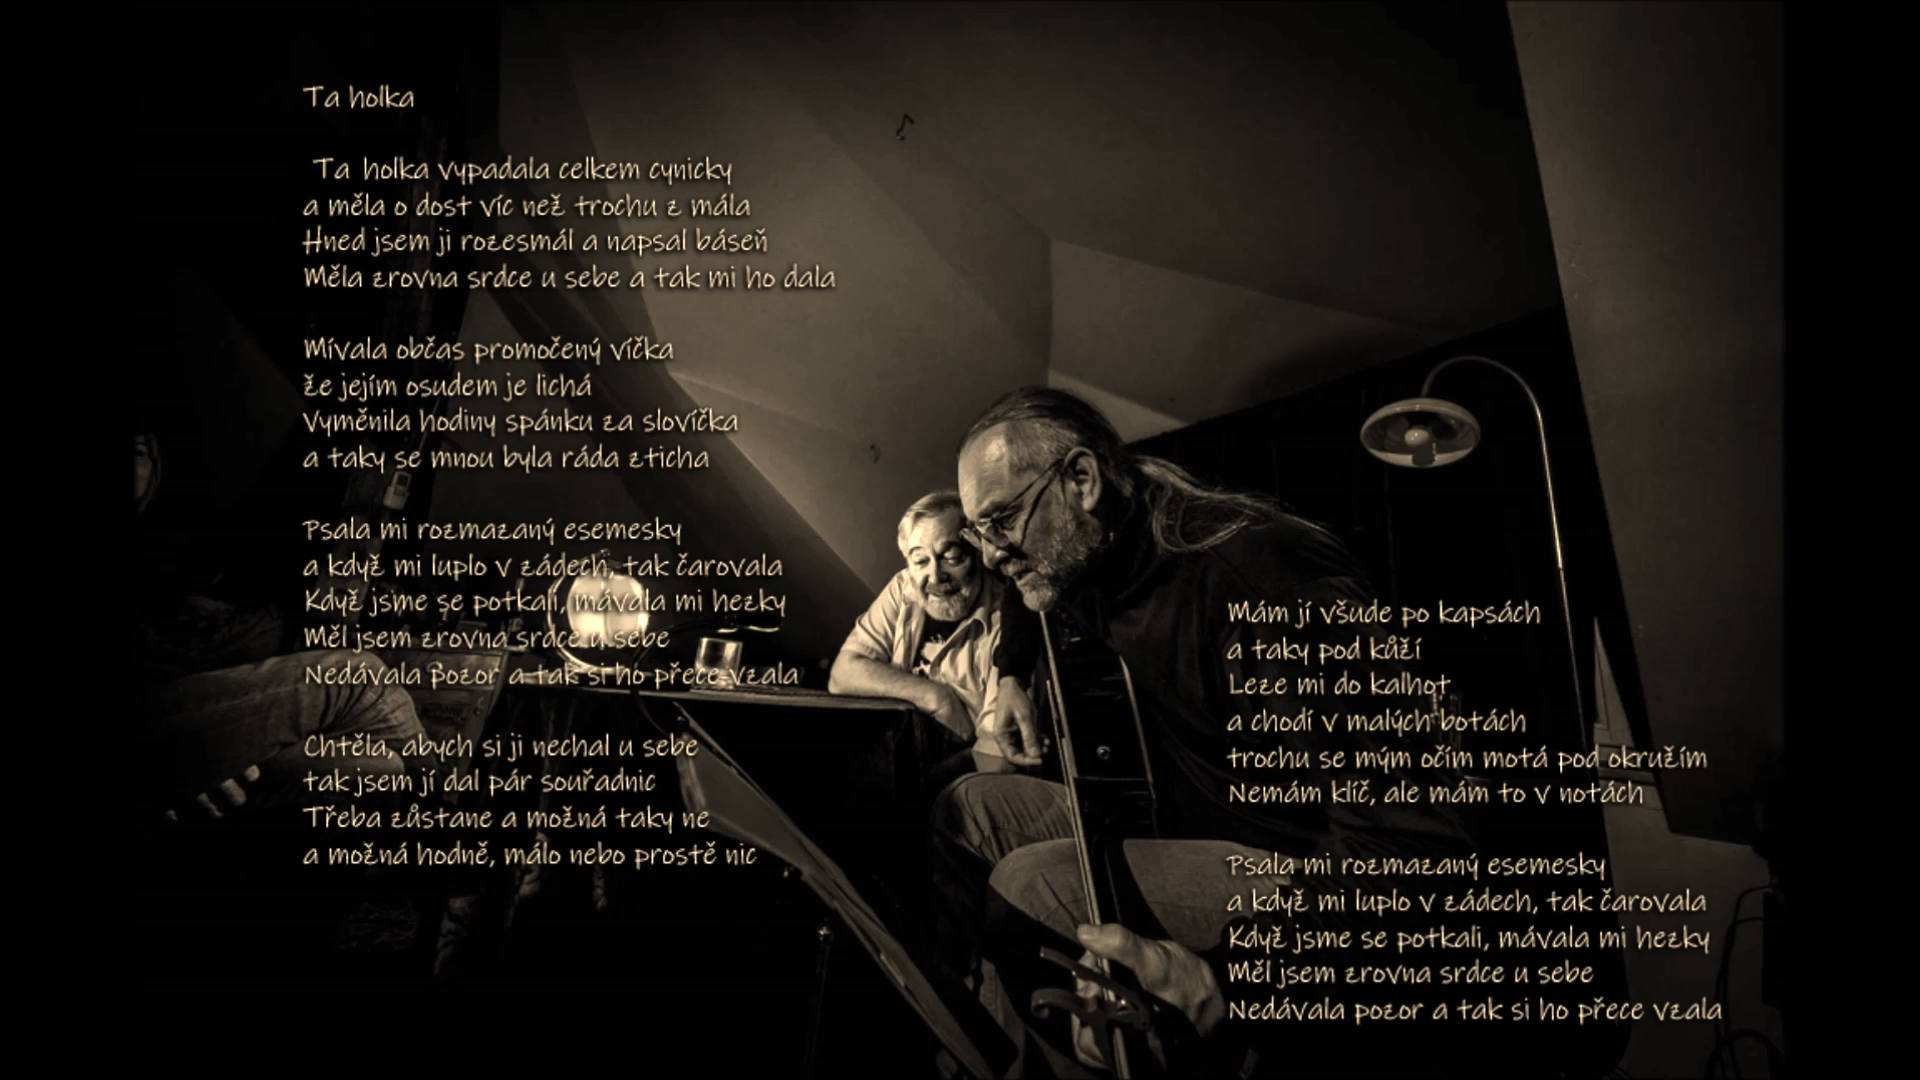 Ta holka
Ta holka vypadala celkem cynicky
a měla o dost víc než trochu z mála
Hned jsem ji rozesmál a napsal báseň
Měla zrovna srdce u sebe a tak mi ho dala
Mívala občas promočený víčka
že jejím osudem je lichá
Vyměnila hodiny spánku za slovíčka
a taky se mnou byla ráda zticha
Psala mi rozmazaný esemesky
a když mi luplo v zádech, tak čarovala
Když jsme se potkali, mávala mi hezky
Měl jsem zrovna srdce u sebe
Nedávala pozor a tak si ho přece vzala
Chtěla, abych si ji nechal u sebe
tak jsem jí dal pár souřadnic
Třeba zůstane a možná taky ne
a možná hodně, málo nebo prostě nic
Mám jí všude po kapsách
a taky pod kůží
Leze mi do kalhot
a chodí v malých botách
trochu se mým očím motá pod okružím
Nemám klíč, ale mám to v notách
Psala mi rozmazaný esemesky
a když mi luplo v zádech, tak čarovala
Když jsme se potkali, mávala mi hezky
Měl jsem zrovna srdce u sebe
Nedávala pozor a tak si ho přece vzala